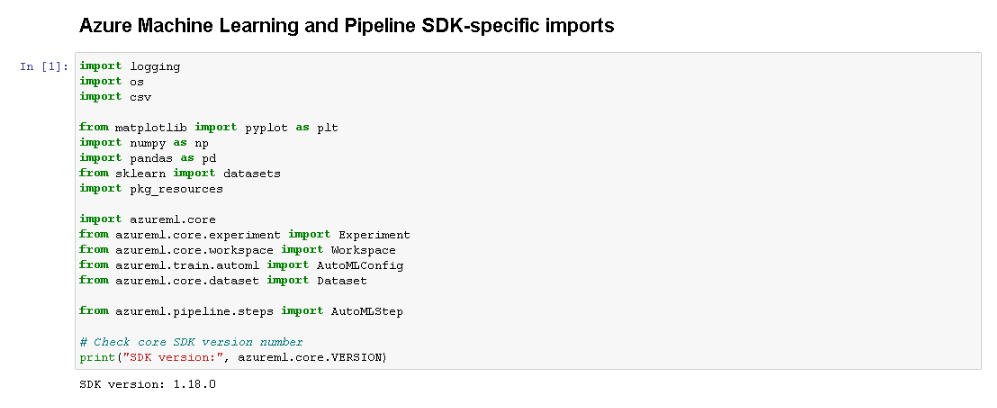 Azure Machine Learning and Pipeline SDK-specific imports
In [1]: import logging
import os
import csv
from matplotlib import pyplot as plt
import numpy as np
import pandas as pd
from sklearn import datasets
import pkg_resources
import azureml.core
from azureml.core.experiment import Experiment
from azureml.core.workspace import Workspace
from azureml.train.automl import AutoMLConfig
from azureml.core.dataset import Dataset
from azureml.pipeline.steps import AutoMLStep
# Check core SDK version number
print("SDK version:", azureml.core.VERSION)
SDK version: 1.18.0